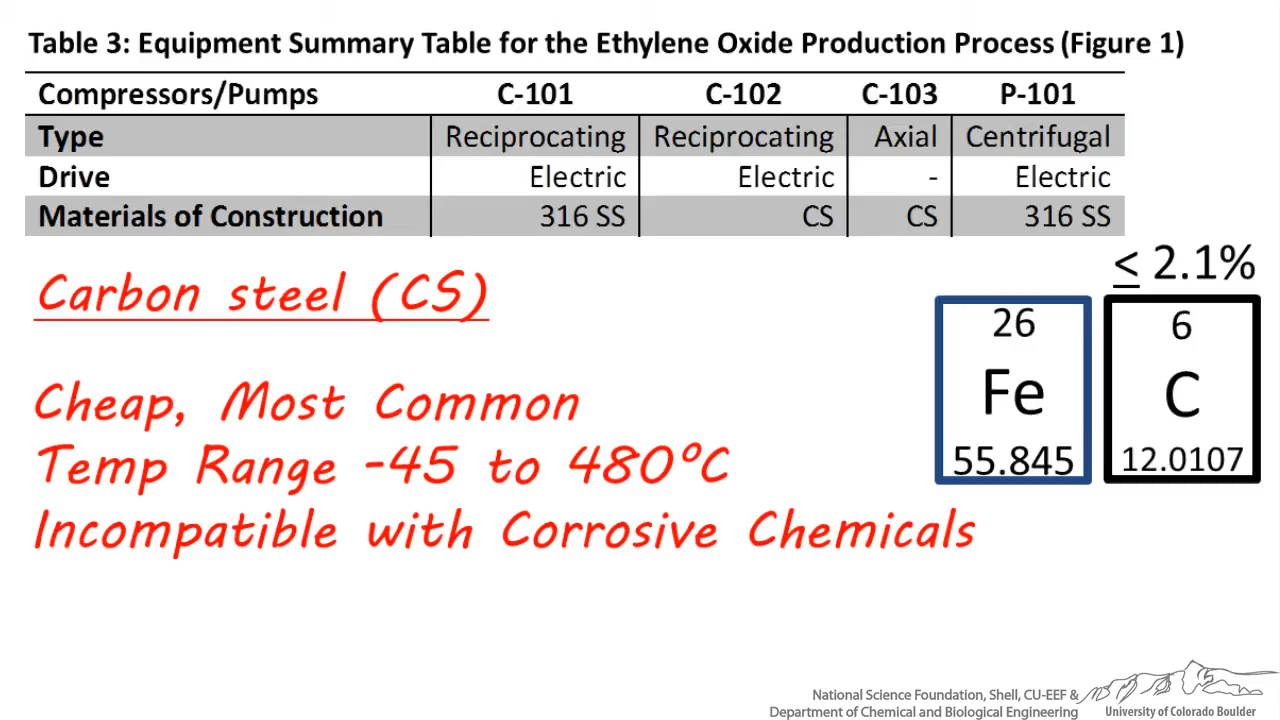 Table 3: Equipment Summary Table for the Ethylene Oxide Production Process (Figure 1)
Compressors/Pumps C-101 C-102 C-103 P-101
Type Reciprocating Reciprocating Axial Centrifugal
Drive Electric Electric - Electric
Materials of Construction 316 SS CS CS 316 SS
≤ 2.1%
Carbon steel (CS)
26 6
Fe C
55.845 12.0107
Cheap, Most Common
Temp Range -45 to 480°C
Incompatible with Corrosive Chemicals
National Science Foundation, Shell, CU-EEF &
Department of Chemical and Biological Engineering
University of Colorado Boulder